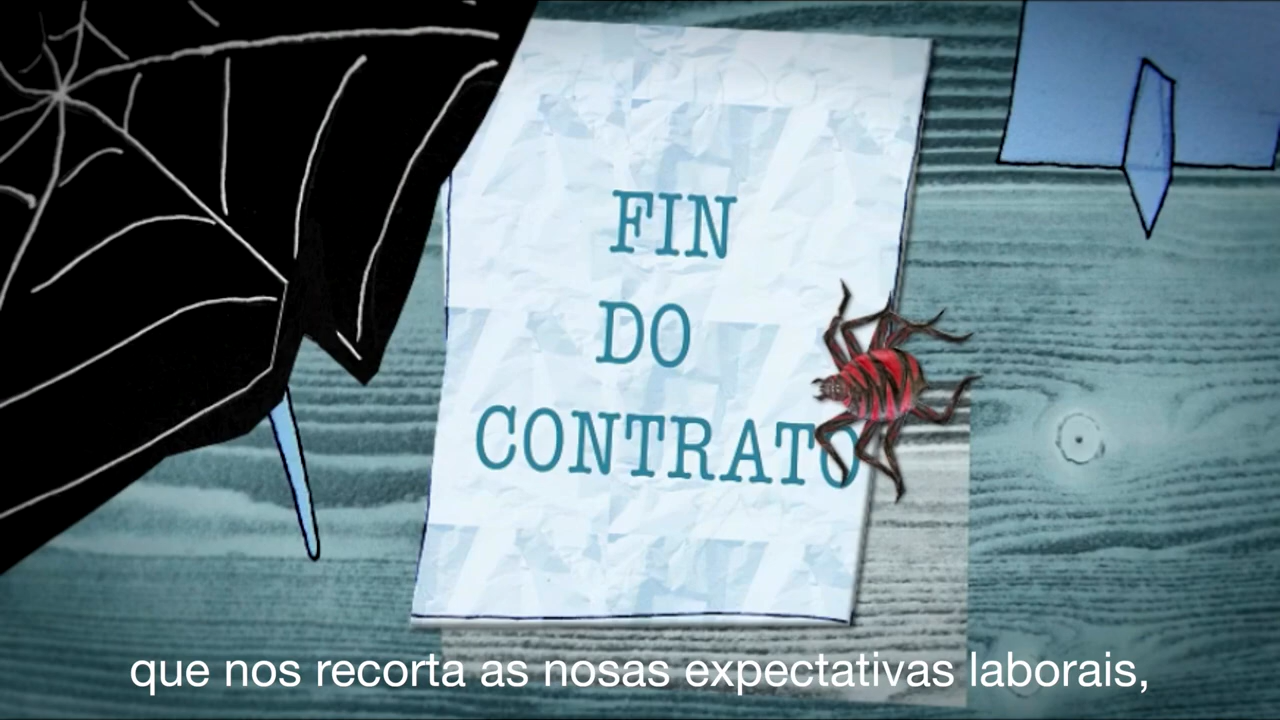 FIN
DO
CONTRATO
que nos recorta as nosas expectativas laborais,